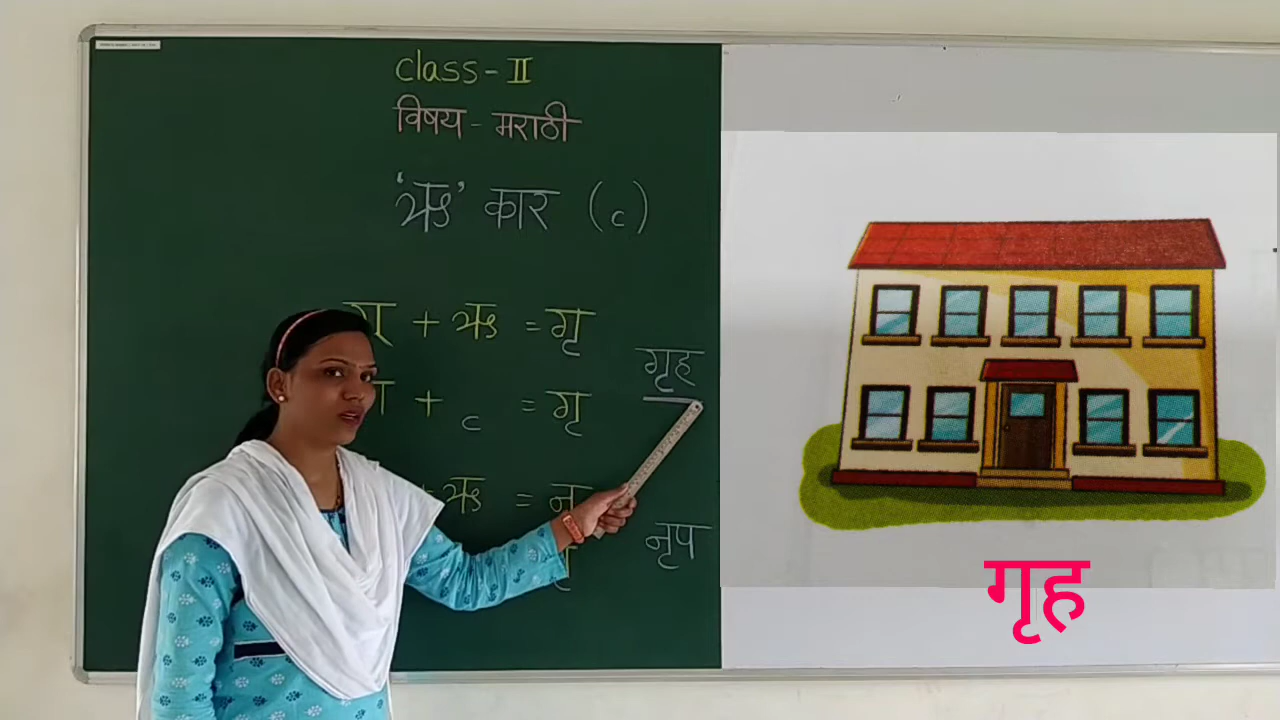 class - II
विषय - मराठी
'ऋ' कार ( ृ )
ग् + ऋ = गृ
गृह
ग + ृ = गृ
+ ऋ = नृ
नृप
गृह